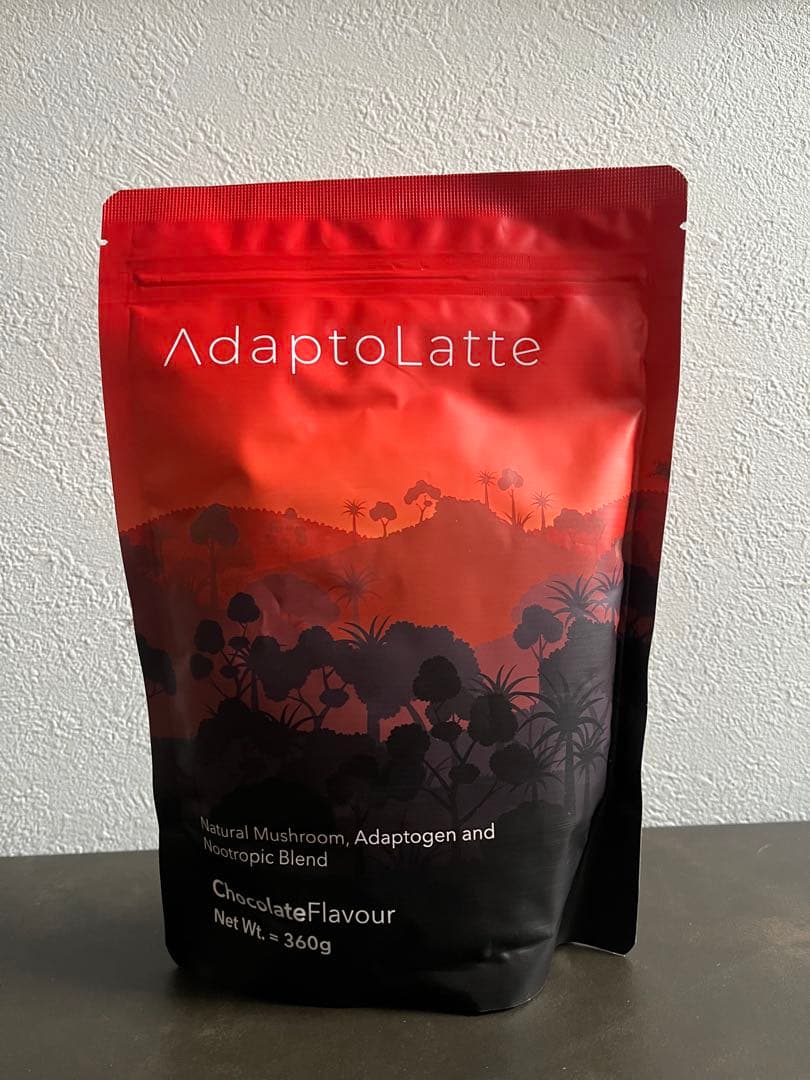 AdaptoLatte
Natural Mushroom, Adaptogen and
Nootropic Blend
ChocolateFlavour
Net Wt. = 360g